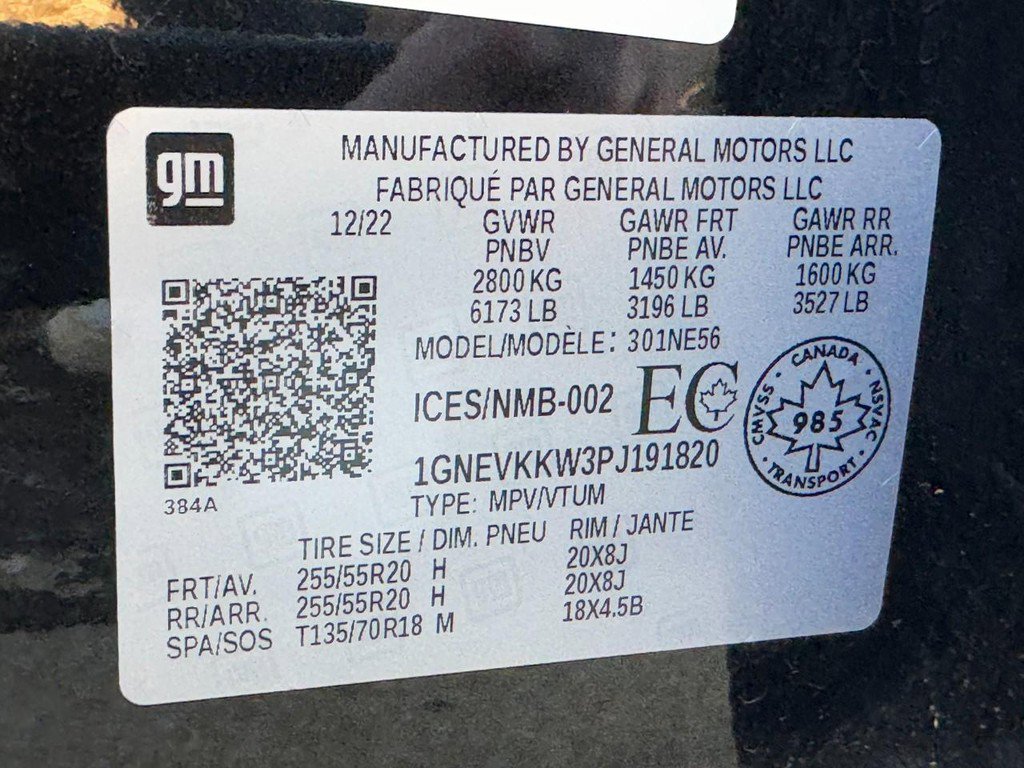 gm
MANUFACTURED BY GENERAL MOTORS LLC
FABRIQUÉ PAR GENERAL MOTORS LLC
12/22 GVWR GAWR FRT GAWR RR
PNBV PNBE AV. PNBE ARR.
2800 KG 1450 KG 1600 KG
6173 LB 3196 LB 3527 LB
MODEL/MODÈLE: 301NE56
ICES/NMB-002 EC
CANADA
CMVSS · 985 · NSVAC
TRANSPORT
1GNEVKKW3PJ191820
384A
TYPE: MPV/VTUM
TIRE SIZE / DIM. PNEU RIM / JANTE
FRT/AV. 255/55R20 H 20X8J
RR/ARR. 255/55R20 H 20X8J
SPA/SOS T135/70R18 M 18X4.5B